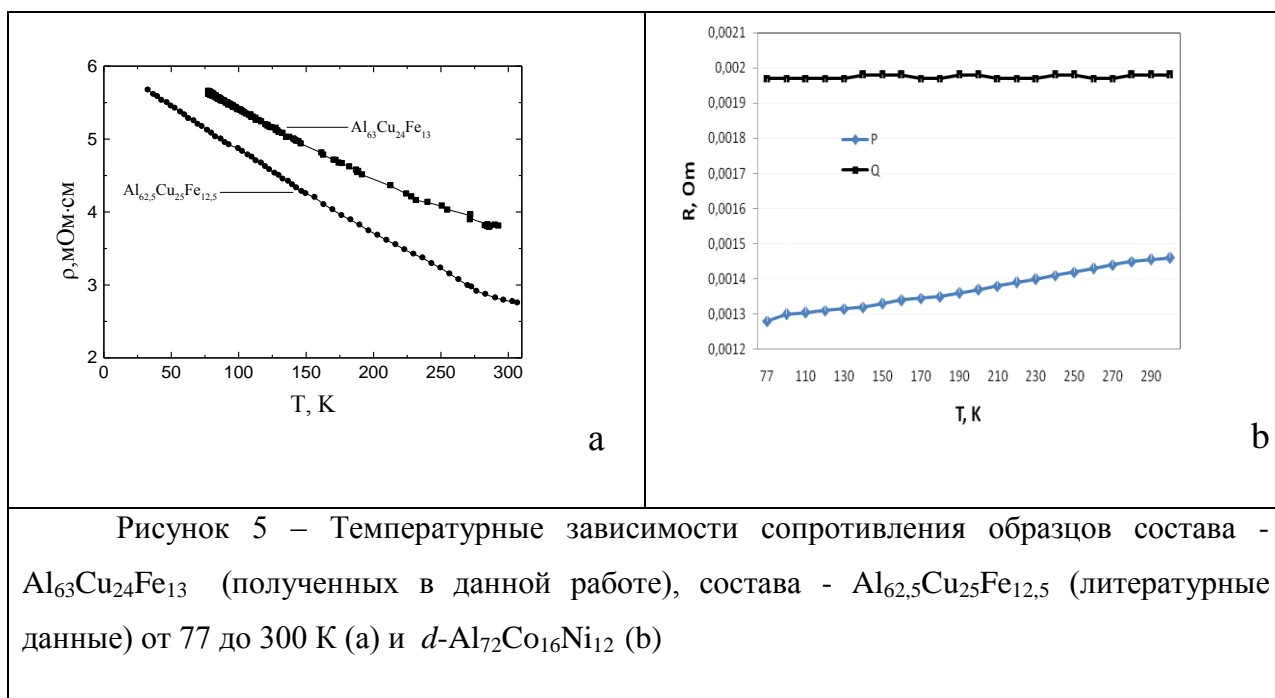 6
5
4
3
2
ρ,мОм·см
Al63Cu24Fe13
Al62,5Cu25Fe12,5
0 50 100 150 200 250 300
T, K
a
0,0021
0,002
0,0019
0,0018
0,0017
0,0016
0,0015
0,0014
0,0013
0,0012
R, Om
P
Q
77 110 130 150 170 190 210 230 250 270 290
T, K
b
Рисунок 5 – Температурные зависимости сопротивления образцов состава -
Al63Cu24Fe13 (полученных в данной работе), состава - Al62,5Cu25Fe12,5 (литературные
данные) от 77 до 300 К (a) и d-Al72Co16Ni12 (b)